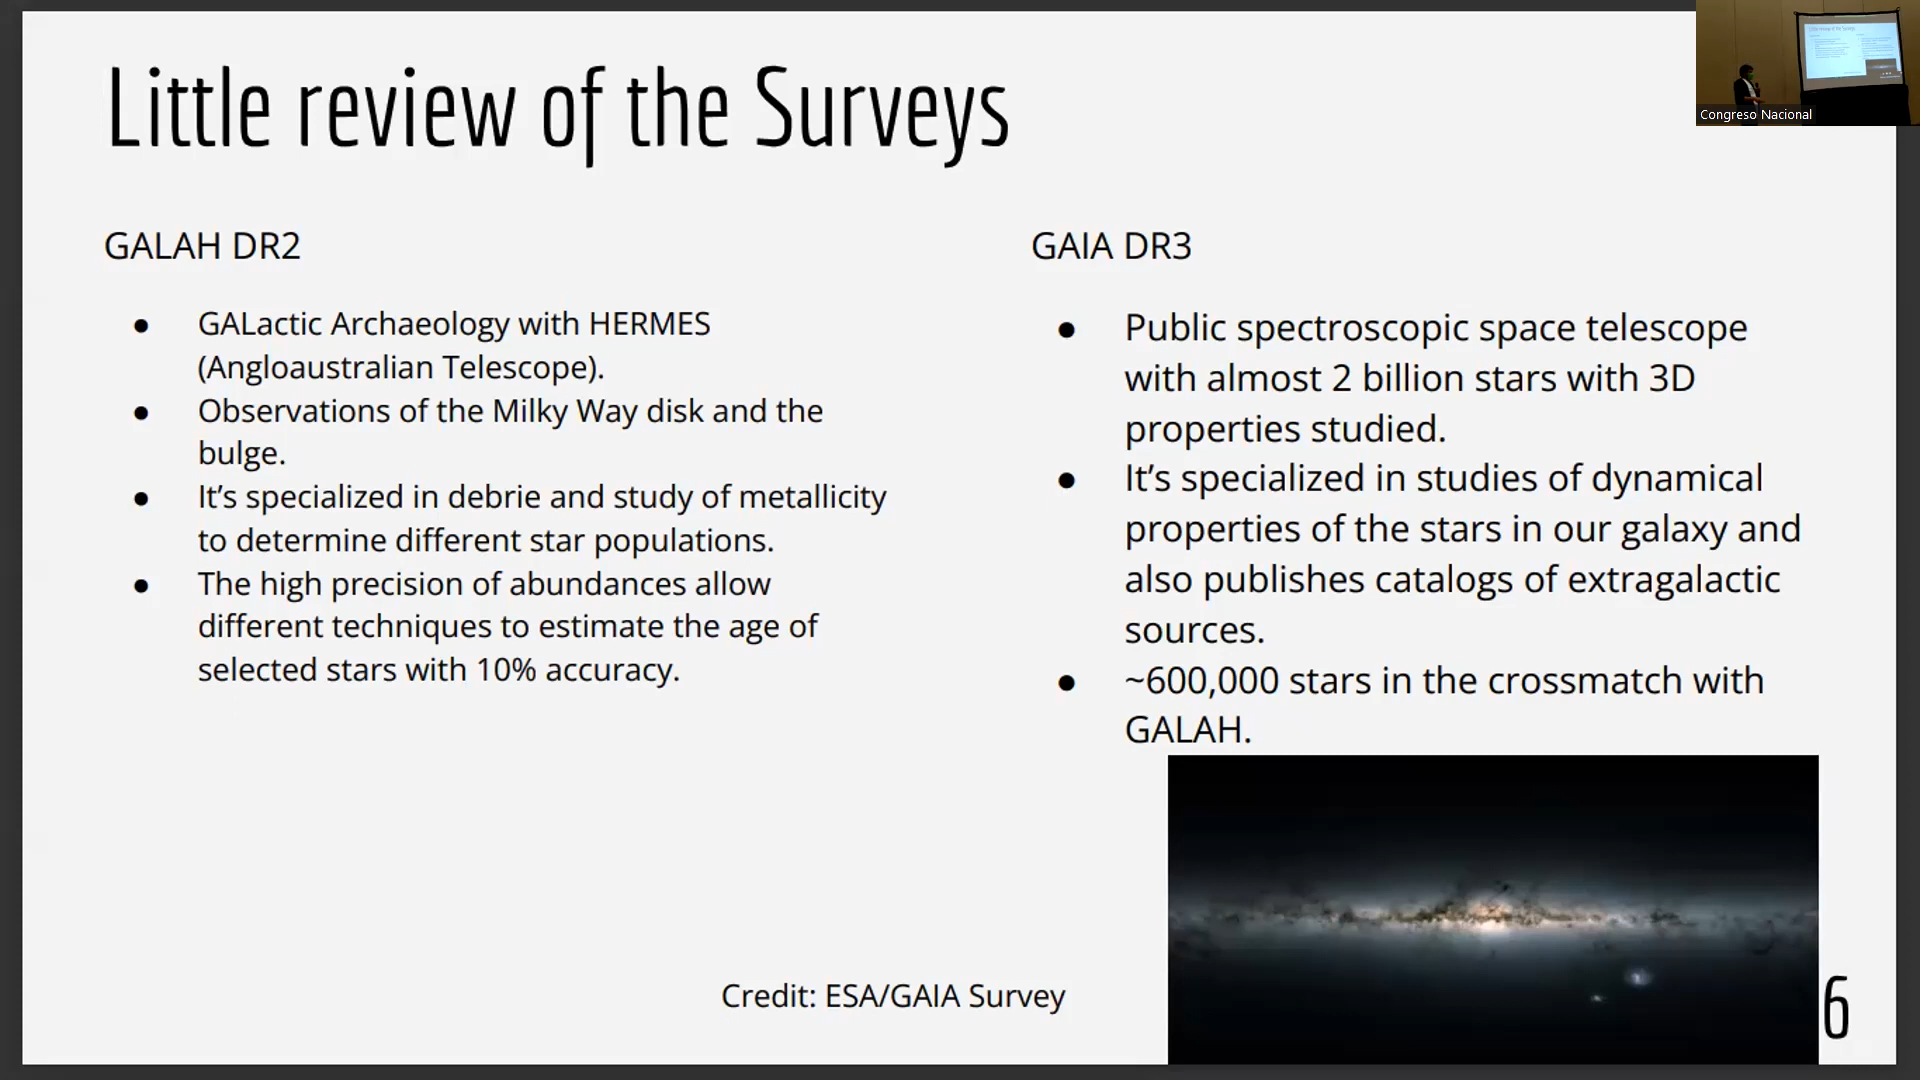 Little review of the Surveys
Congreso Nacional
GALAH DR2
● GALactic Archaeology with HERMES
(Angloaustralian Telescope).
● Observations of the Milky Way disk and the
bulge.
● It’s specialized in debrie and study of metallicity
to determine different star populations.
● The high precision of abundances allow
different techniques to estimate the age of
selected stars with 10% accuracy.
GAIA DR3
● Public spectroscopic space telescope
with almost 2 billion stars with 3D
properties studied.
● It’s specialized in studies of dynamical
properties of the stars in our galaxy and
also publishes catalogs of extragalactic
sources.
● ~600,000 stars in the crossmatch with
GALAH.
Credit: ESA/GAIA Survey
6